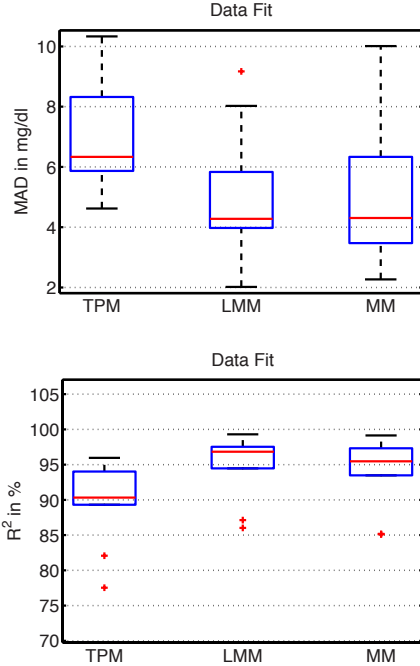 Data Fit
MAD in mg/dl
10
8
6
4
2
TPM LMM MM
Data Fit
R² in %
105
100
95
90
85
80
75
70
TPM LMM MM